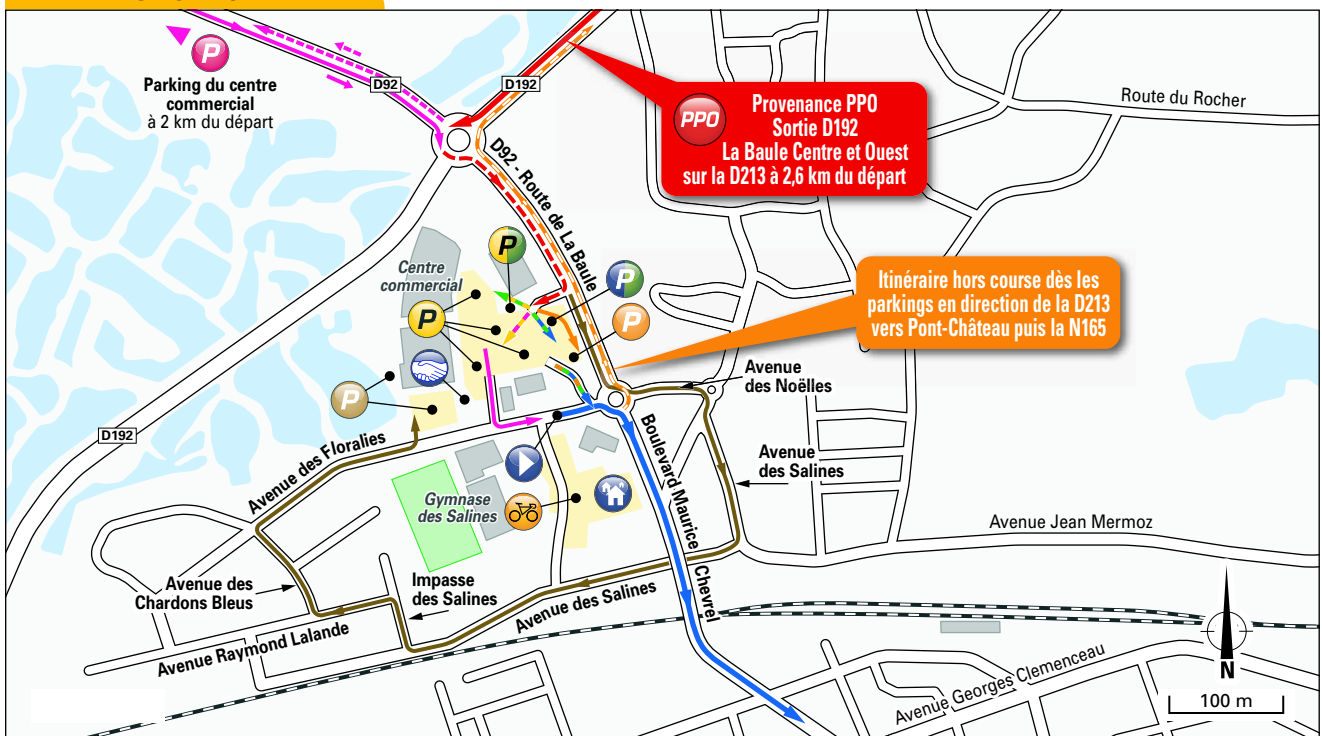 P
Parking du centre
commercial
à 2 km du départ
D92
D192
PPO
Provenance PPO
Sortie D192
La Baule Centre et Ouest
sur la D213 à 2,6 km du départ
Route du Rocher
D92 - Route de La Baule
P
Centre
commercial
P
P
P
Itinéraire hors course dès les
parkings en direction de la D213
vers Pont-Château puis la N165
Avenue
des Noëlles
P
D192
Avenue des Floralies
Boulevard Maurice Chevrel
Avenue
des Salines
Gymnase
des Salines
Avenue Jean Mermoz
Avenue des
Chardons Bleus
Impasse
des Salines
Avenue des Salines
Avenue Raymond Lalande
Avenue Georges Clemenceau
N
100 m